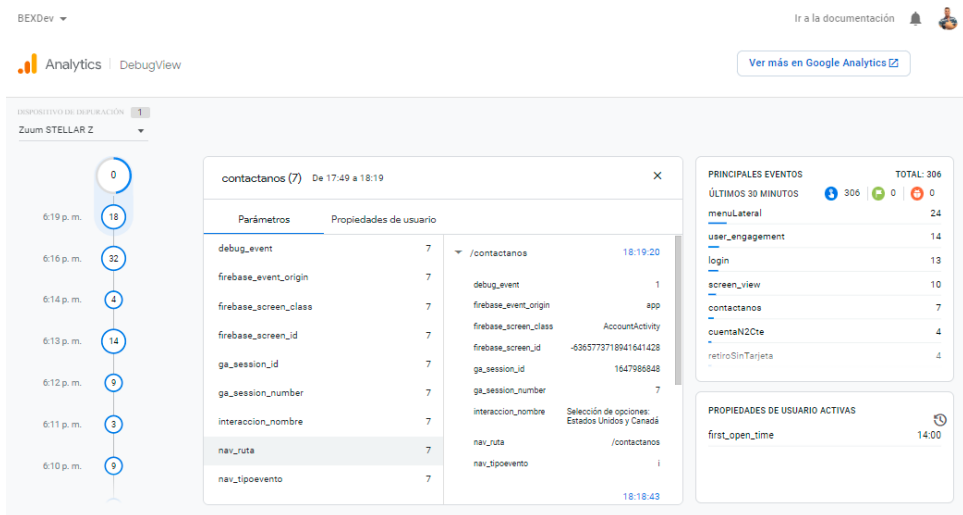 BEXDev
Ir a la documentación
Analytics | DebugView
Ver más en Google Analytics
DISPOSITIVO DE DEPURACIÓN 1
Zuum STELLAR Z
0
6:19 p. m. 18
6:16 p. m. 32
6:14 p. m. 4
6:13 p. m. 14
6:12 p. m. 9
6:11 p. m. 3
6:10 p. m. 9
contactanos (7) De 17:49 a 18:19
Parámetros Propiedades de usuario
debug_event 7
firebase_event_origin 7
firebase_screen_class 7
firebase_screen_id 7
ga_session_id 7
ga_session_number 7
interaccion_nombre 7
nav_ruta 7
nav_tipoevento 7
/contactanos 18:19:20
debug_event 1
firebase_event_origin app
firebase_screen_class AccountActivity
firebase_screen_id -6365773718941641428
ga_session_id 1647986848
ga_session_number 7
interaccion_nombre Selección de opciones:
Estados Unidos y Canadá
nav_ruta /contactanos
nav_tipoevento i
18:18:43
PRINCIPALES EVENTOS TOTAL: 306
ÚLTIMOS 30 MINUTOS 306 0 0
menuLateral 24
user_engagement 14
login 13
screen_view 10
contactanos 7
cuentaN2Cte 4
retiroSinTarjeta 4
PROPIEDADES DE USUARIO ACTIVAS
first_open_time 14:00